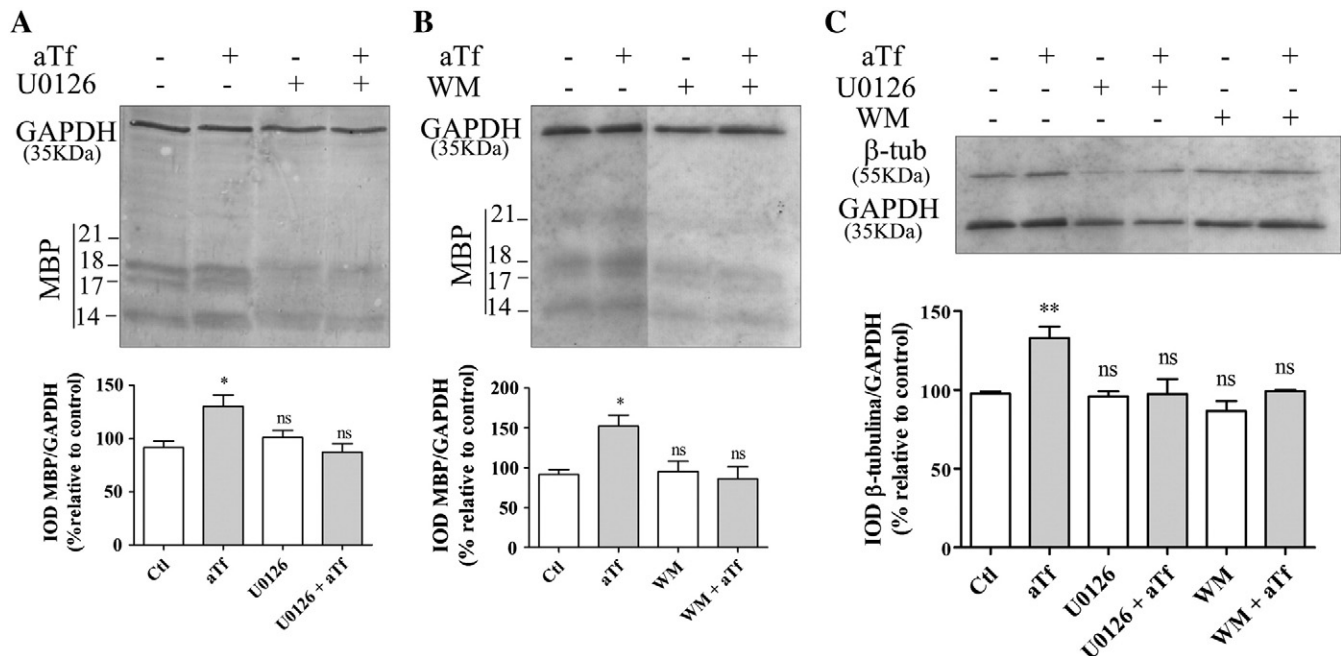 A
aTf - + - +
U0126 - - + +
GAPDH
(35KDa)
MBP
21
18
17
14
IOD MBP/GAPDH
(%relative to control)
150
100
50
0
* ns ns
Ctl aTf U0126 U0126 + aTf
B
aTf - + - +
WM - - + +
GAPDH
(35KDa)
MBP
21
18
17
14
IOD MBP/GAPDH
(% relative to control)
200
150
100
50
0
* ns ns
Ctl aTf WM WM + aTf
C
aTf - + - + - +
U0126 - - + + - -
WM - - - - + +
β-tub
(55KDa)
GAPDH
(35KDa)
IOD β-tubulina/GAPDH
(% relative to control)
150
100
50
0
** ns ns ns ns
Ctl aTf U0126 U0126 + aTf WM WM + aTf